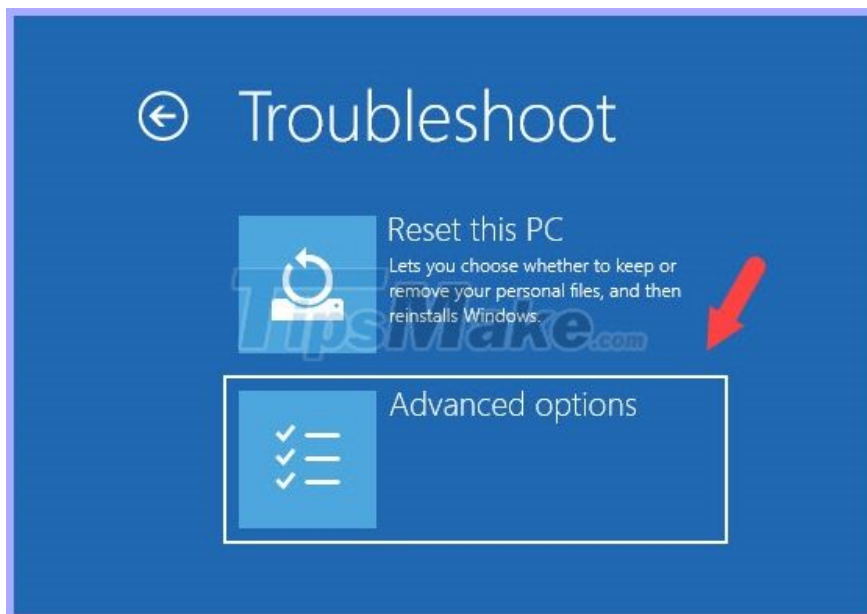 Troubleshoot
Reset this PC
Lets you choose whether to keep or
remove your personal files, and then
reinstalls Windows.
TipsMake.com
Advanced options